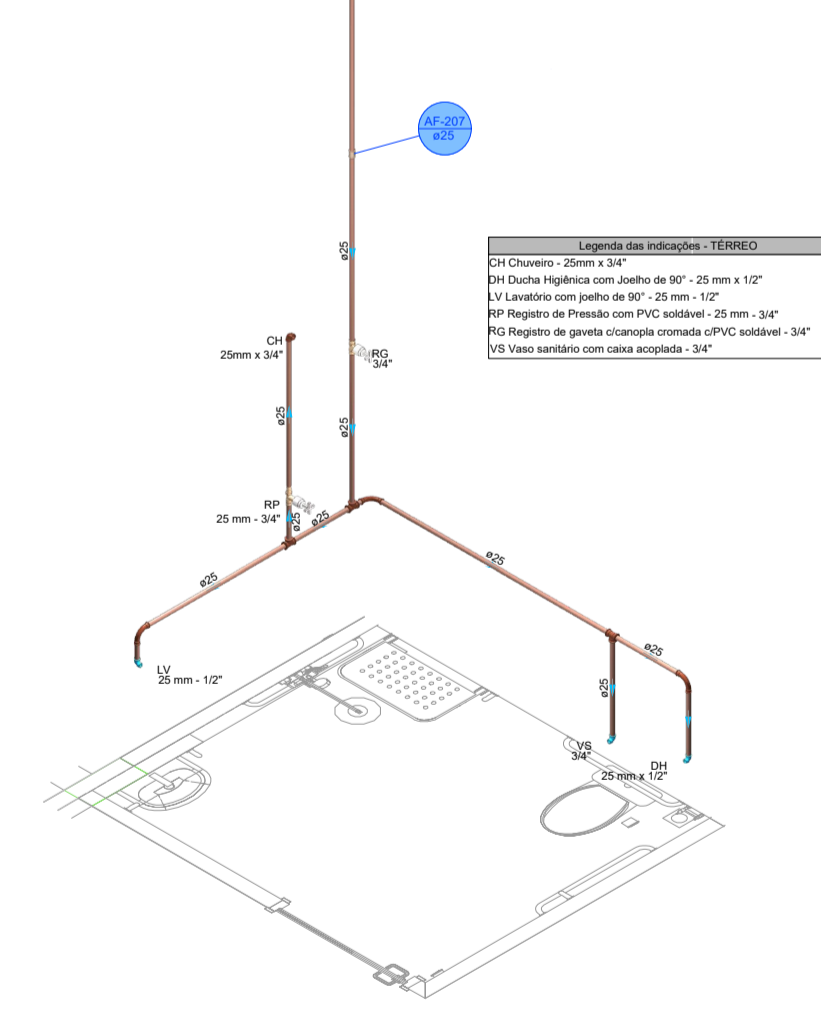 AF-207
ø25
ø25
Legenda das indicações - TÉRREO
CH Chuveiro - 25mm x 3/4"
DH Ducha Higiênica com Joelho de 90° - 25 mm x 1/2"
LV Lavatório com joelho de 90° - 25 mm - 1/2"
RP Registro de Pressão com PVC soldável - 25 mm - 3/4"
RG Registro de gaveta c/canopla cromada c/PVC soldável - 3/4"
VS Vaso sanitário com caixa acoplada - 3/4"
CH
25mm x 3/4"
RG
3/4"
ø25
ø25
RP
25 mm - 3/4"
ø25
ø25
ø25
ø25
ø25
LV
25 mm - 1/2"
ø25
VS
3/4"
DH
25 mm x 1/2"